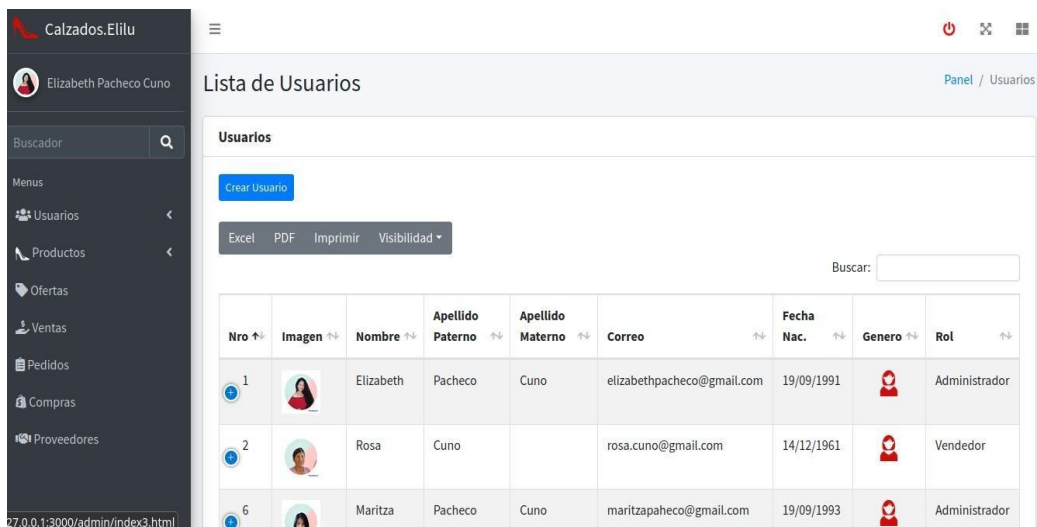 Calzados.Elilu
Elizabeth Pacheco Cuno
Lista de Usuarios
Panel / Usuarios
Buscador
Menus
Usuarios
Productos
Ofertas
Ventas
Pedidos
Compras
Proveedores
27.0.0.1:3000/admin/index3.html
Usuarios
Crear Usuario
Excel PDF Imprimir Visibilidad
Buscar:
Nro Imagen Nombre Apellido Paterno Apellido Materno Correo Fecha Nac. Genero Rol
1 Elizabeth Pacheco Cuno elizabethpacheco@gmail.com 19/09/1991 Administrador
2 Rosa Cuno rosa.cuno@gmail.com 14/12/1961 Vendedor
6 Maritza Pacheco Cuno maritzapaheco@gmail.com 19/09/1993 Administrador